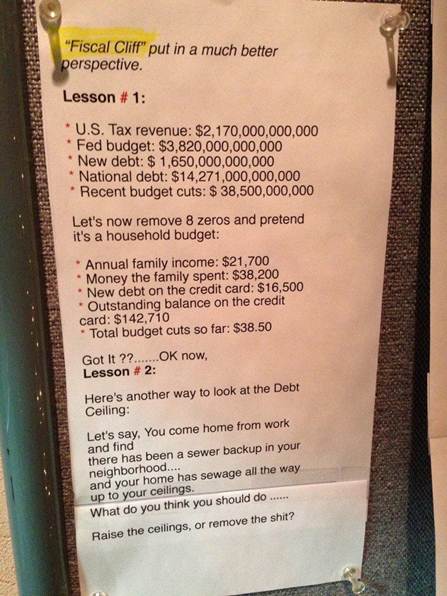 "Fiscal Cliff" put in a much better
perspective.
Lesson # 1:
* U.S. Tax revenue: $2,170,000,000,000
* Fed budget: $3,820,000,000,000
* New debt: $ 1,650,000,000,000
* National debt: $14,271,000,000,000
* Recent budget cuts: $ 38,500,000,000
Let's now remove 8 zeros and pretend
it's a household budget:
* Annual family income: $21,700
* Money the family spent: $38,200
* New debt on the credit card: $16,500
* Outstanding balance on the credit
card: $142,710
* Total budget cuts so far: $38.50
Got It ??.......OK now,
Lesson # 2:
Here's another way to look at the Debt
Ceiling:
Let's say, You come home from work
and find
there has been a sewer backup in your
neighborhood....
and your home has sewage all the way
up to your ceilings.
What do you think you should do ......
Raise the ceilings, or remove the shit?